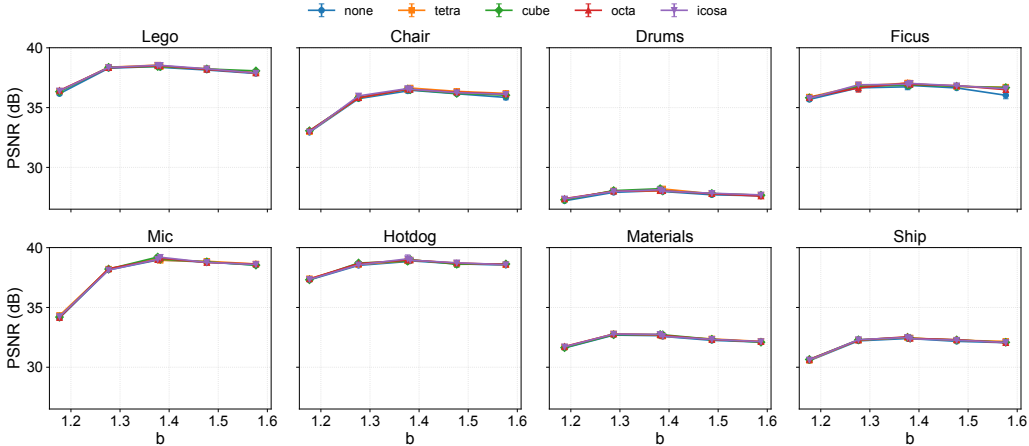 none tetra cube octa icosa
Lego Chair Drums Ficus
40
35
30
PSNR (dB)
Mic Hotdog Materials Ship
40
35
30
PSNR (dB)
1.2 1.3 1.4 1.5 1.6 1.2 1.3 1.4 1.5 1.6 1.2 1.3 1.4 1.5 1.6 1.2 1.3 1.4 1.5 1.6
b b b b